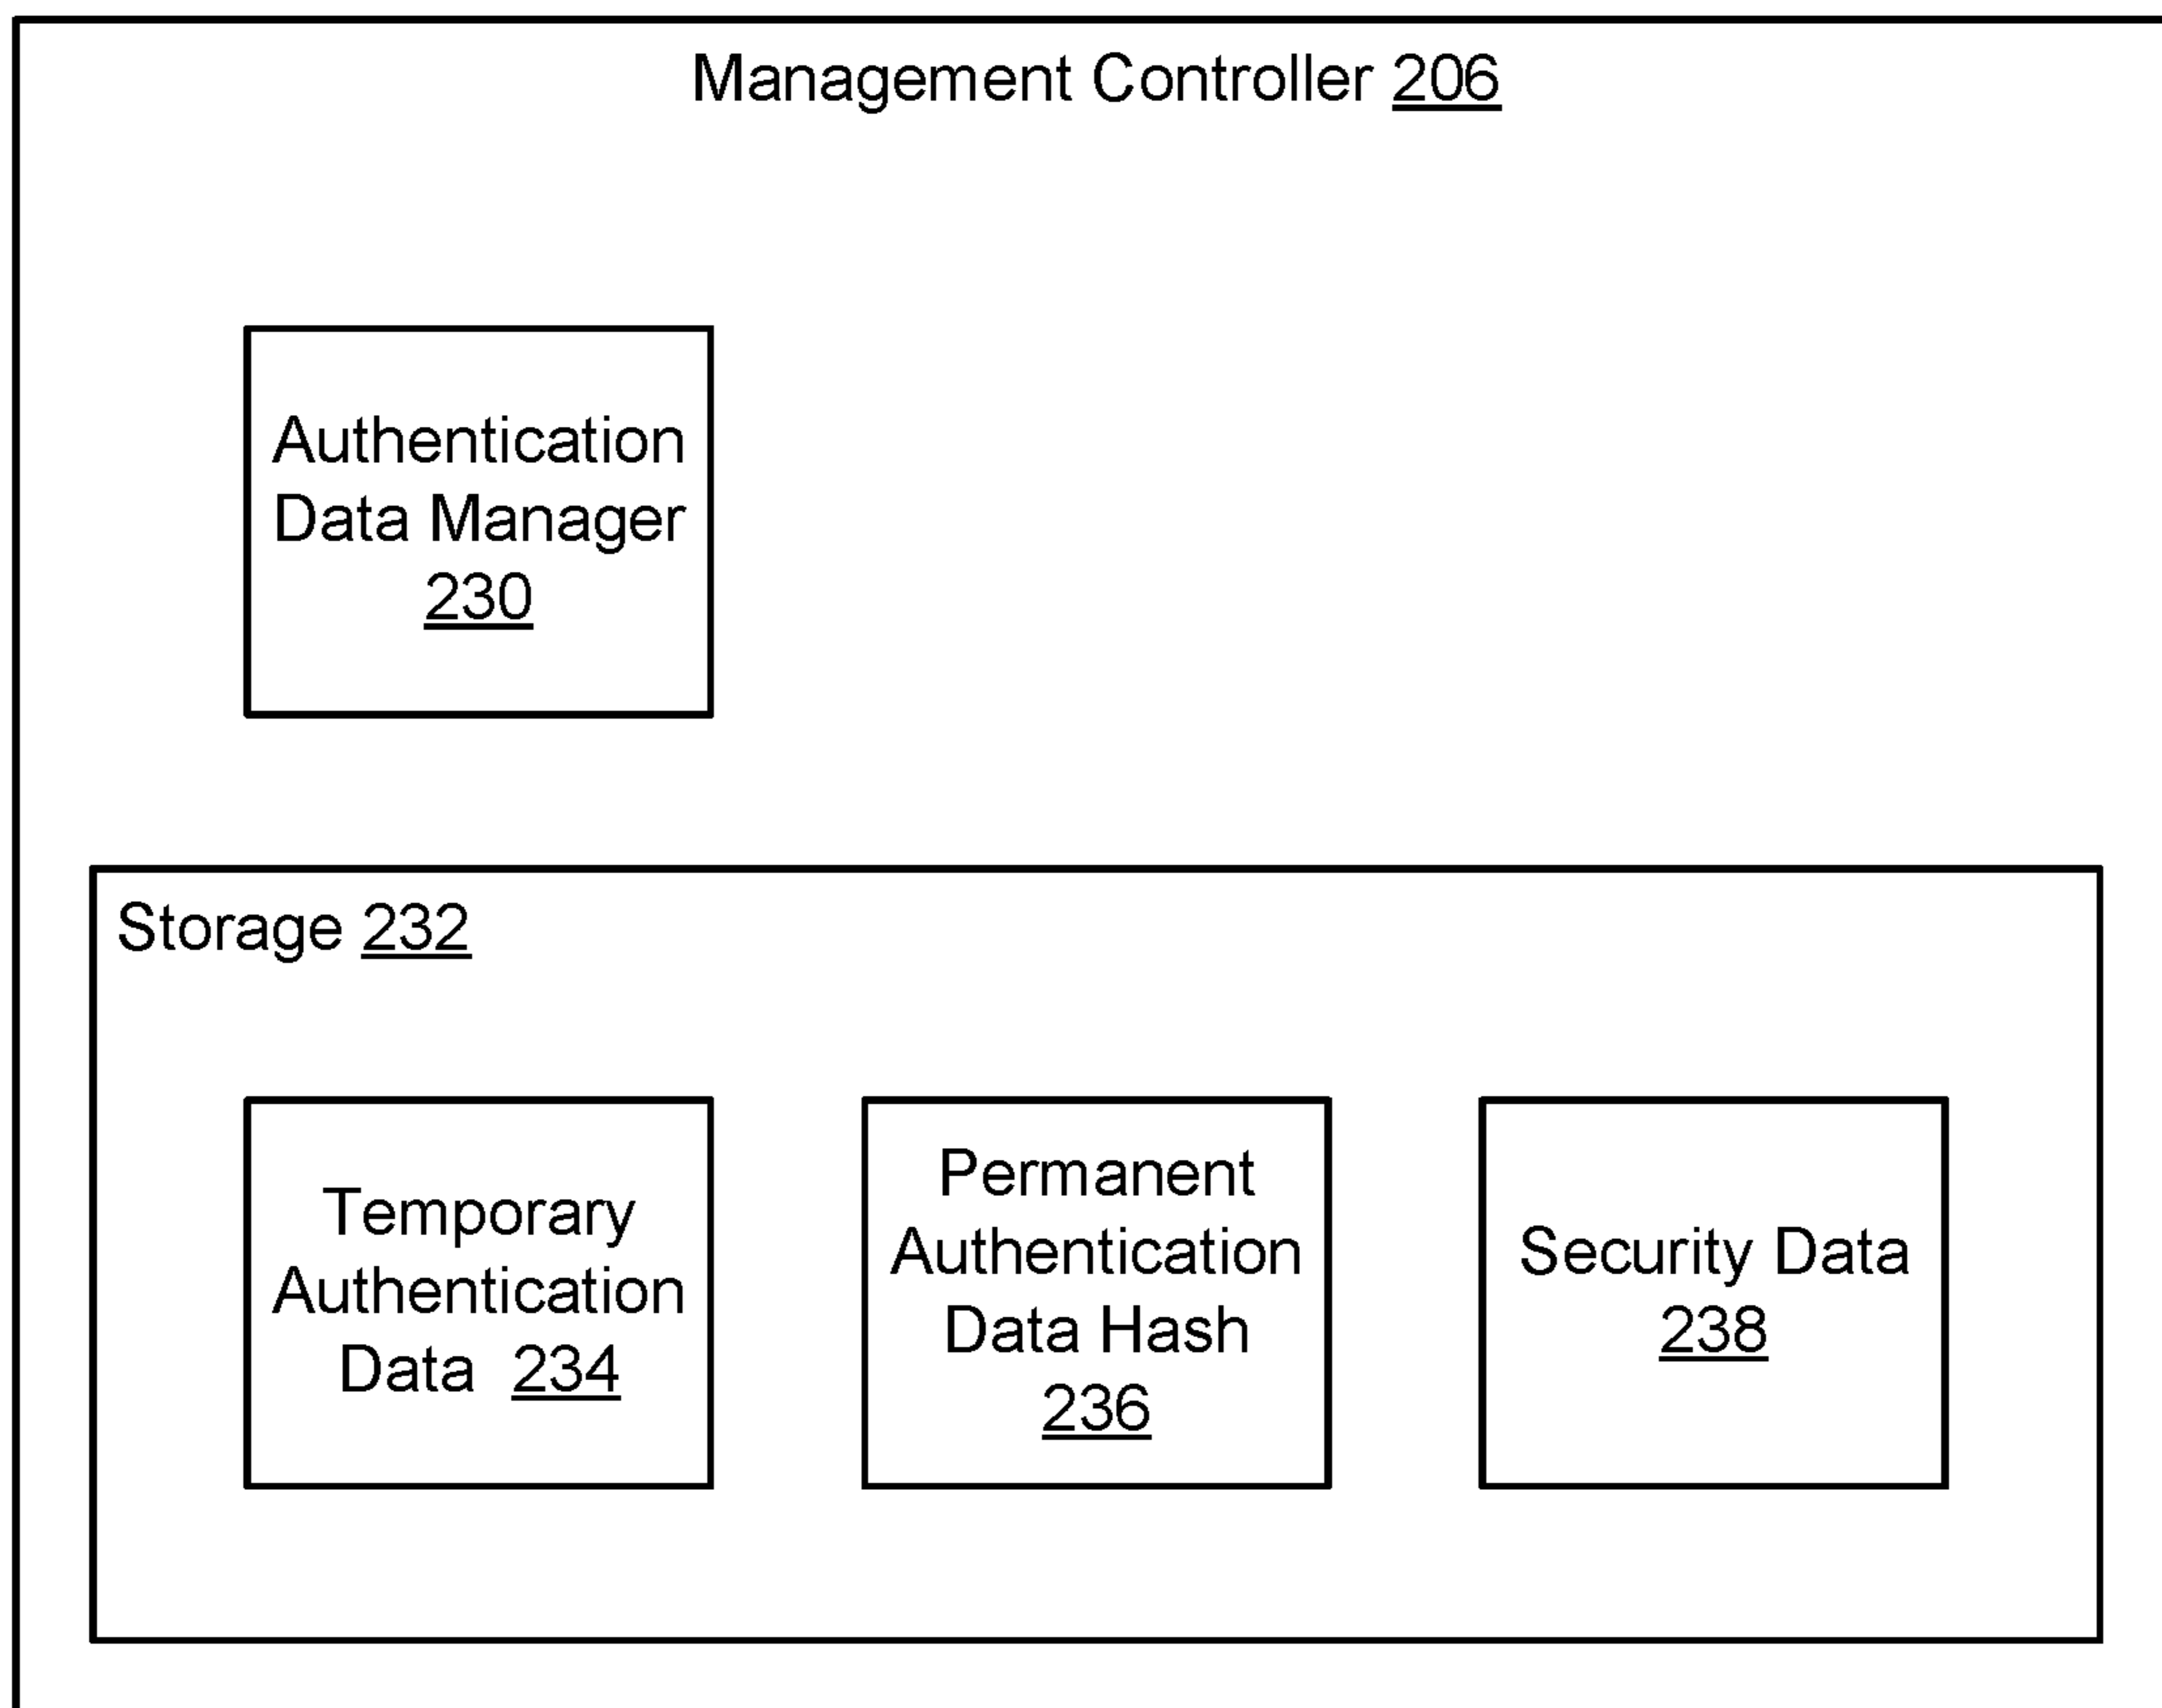 Management Controller 206
Authentication
Data Manager
230
Storage 232
Temporary
Authentication
Data 234
Permanent
Authentication
Data Hash
236
Security Data
238